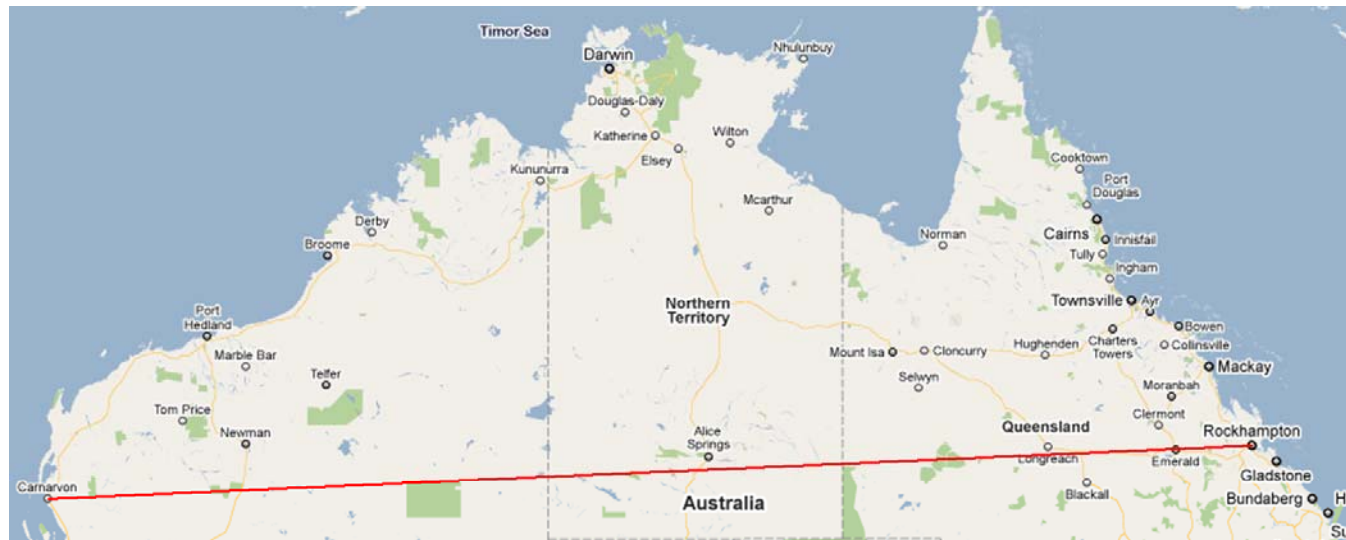 Timor Sea
Darwin
Nhulunbuy
Douglas-Daly
Katherine
Wilton
Elsey
Cooktown
Kununurra
Port
Douglas
Mcarthur
Derby
Cairns
Norman
Innisfail
Broome
Tully
Ingham
Northern
Territory
Townsville
Ayr
Port
Hedland
Bowen
Charters
Towers
Collinsville
Hughenden
Mount Isa
Cloncurry
Marble Bar
Mackay
Telfer
Selwyn
Moranbah
Tom Price
Clermont
Newman
Alice
Springs
Queensland
Rockhampton
Longreach
Emerald
Gladstone
Carnarvon
Blackall
Australia
Bundaberg
H
Su